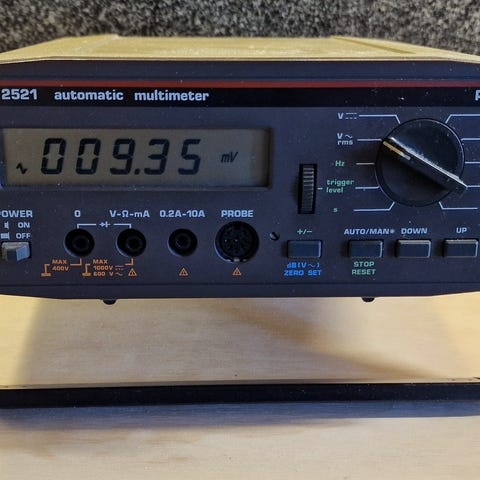 2521 automatic multimeter P
V
V~ rms
Hz
trigger level
s
~ 009.35 mV
POWER
ON
OFF
0 V-Ω-mA 0.2A-10A PROBE
MAX 400V
MAX 1000V 600 V~
+/-
dB(V~)
ZERO SET
AUTO/MAN* DOWN UP
STOP
RESET